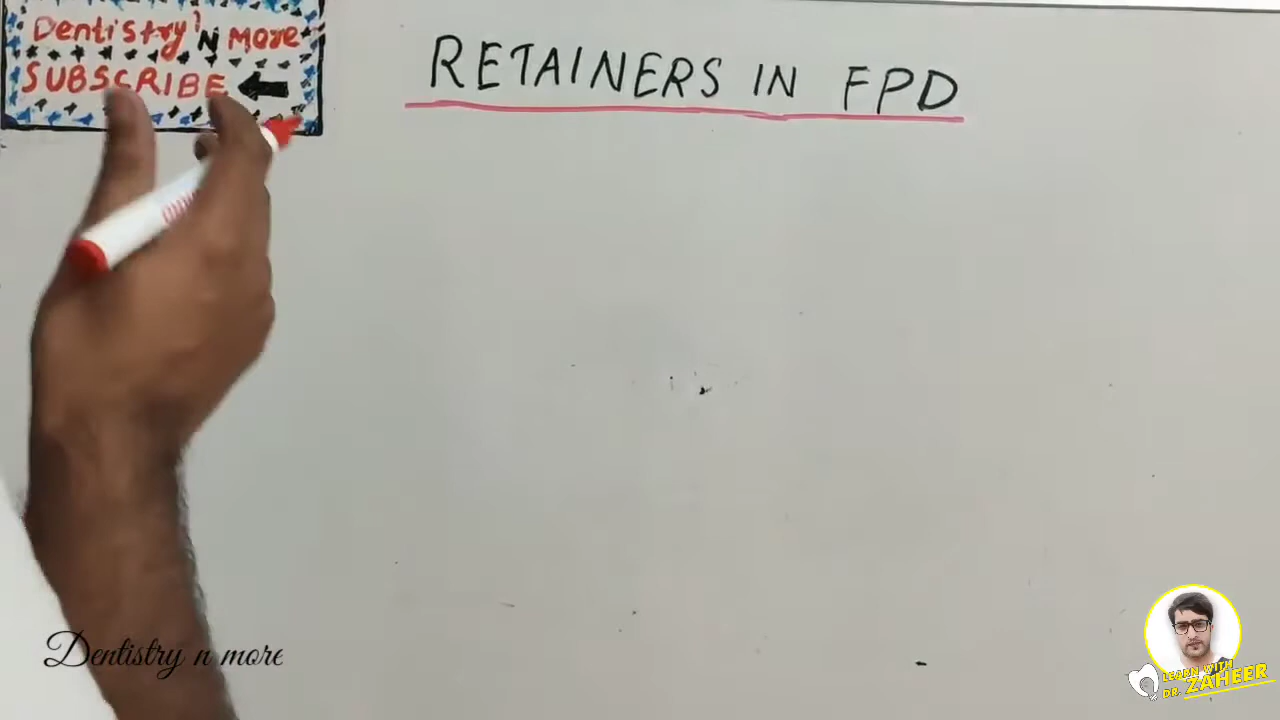 Dentistry'N More
SUBSCRIBE
RETAINERS IN FPD
Dentistry n more
LEARN WITH
DR. ZAHEER